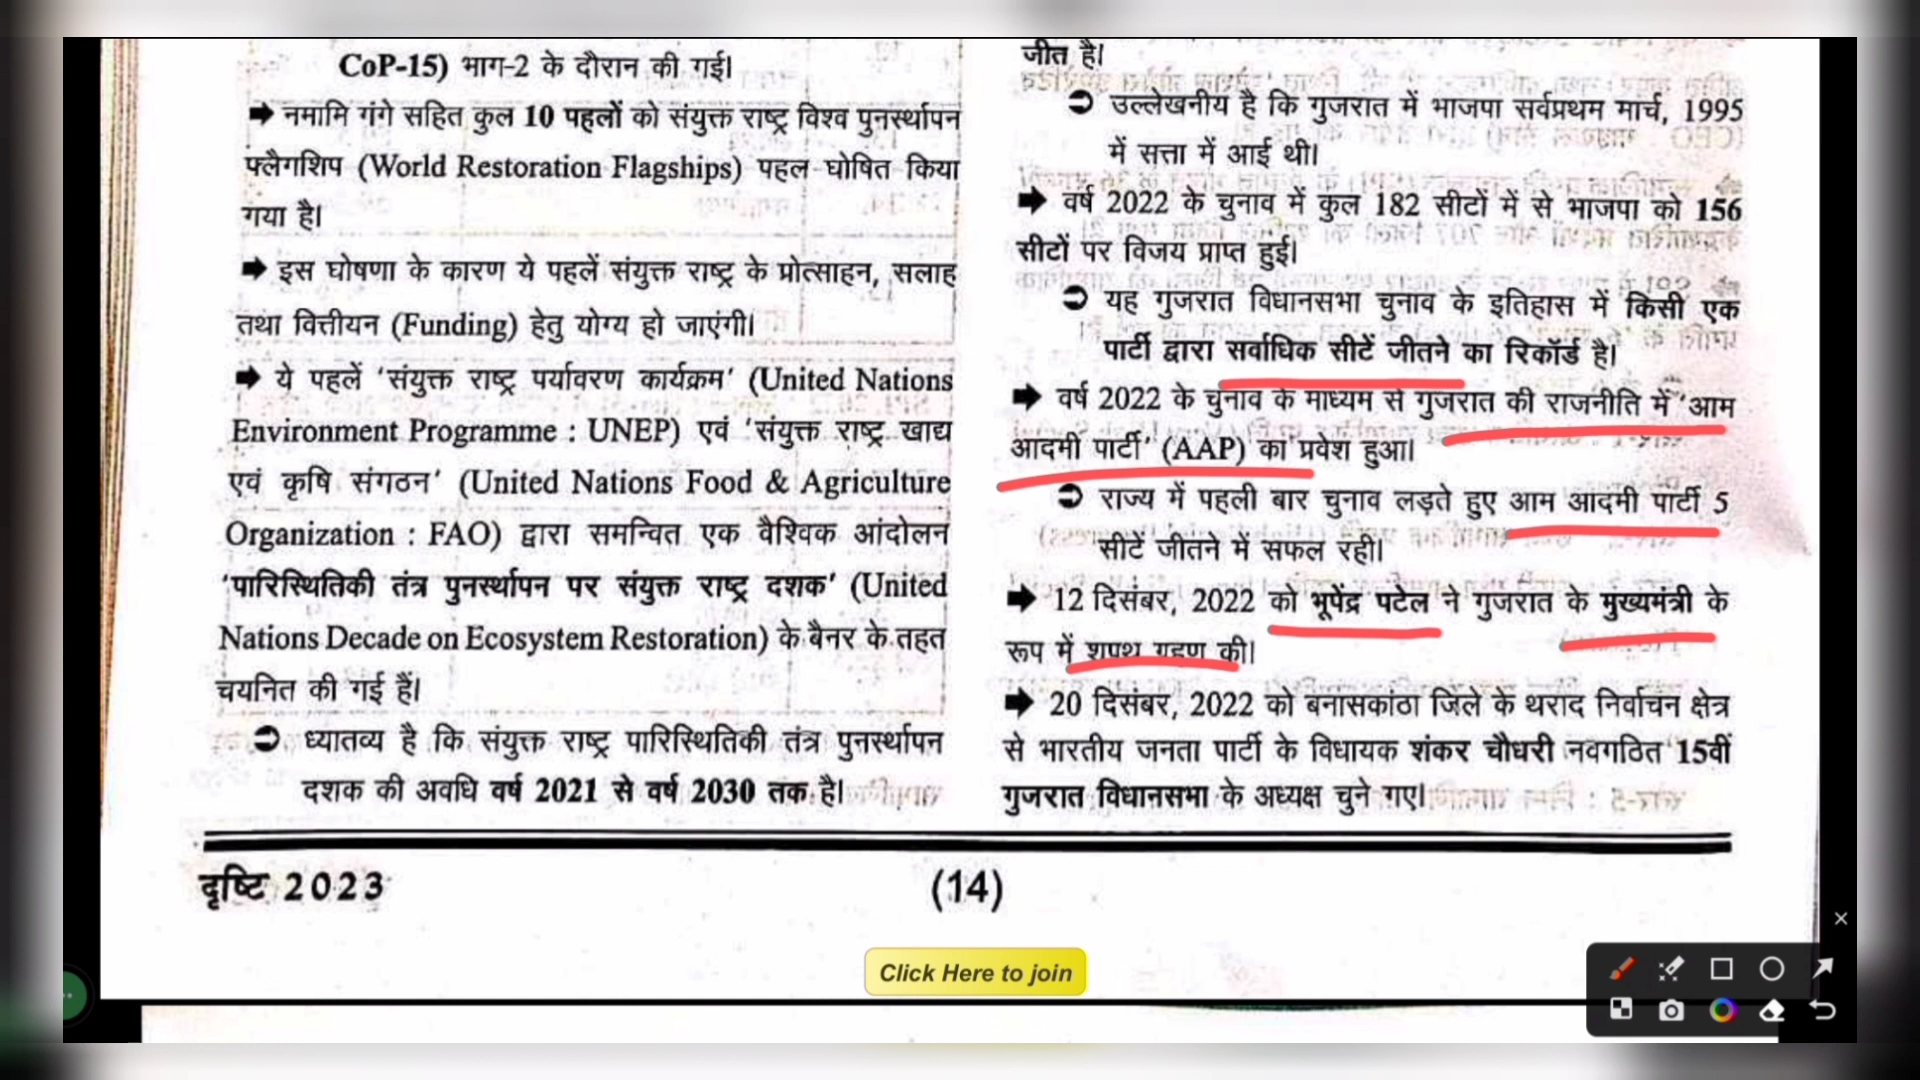 CoP-15) भाग-2 के दौरान की गई।
➡ नमामि गंगे सहित कुल 10 पहलों को संयुक्त राष्ट्र विश्व पुनर्स्थापन
फ्लैगशिप (World Restoration Flagships) पहल घोषित किया
गया है।
➡ इस घोषणा के कारण ये पहलें संयुक्त राष्ट्र के प्रोत्साहन, सलाह
तथा वित्तीयन (Funding) हेतु योग्य हो जाएंगी।
➡ ये पहलें 'संयुक्त राष्ट्र पर्यावरण कार्यक्रम' (United Nations
Environment Programme : UNEP) एवं 'संयुक्त राष्ट्र खाद्य
एवं कृषि संगठन' (United Nations Food & Agriculture
Organization : FAO) द्वारा समन्वित एक वैश्विक आंदोलन
'पारिस्थितिकी तंत्र पुनर्स्थापन पर संयुक्त राष्ट्र दशक' (United
Nations Decade on Ecosystem Restoration) के बैनर के तहत
चयनित की गई हैं।
➲ ध्यातव्य है कि संयुक्त राष्ट्र पारिस्थितिकी तंत्र पुनर्स्थापन
दशक की अवधि वर्ष 2021 से वर्ष 2030 तक है।
जीत है।
➲ उल्लेखनीय है कि गुजरात में भाजपा सर्वप्रथम मार्च, 1995
में सत्ता में आई थी।
➡ वर्ष 2022 के चुनाव में कुल 182 सीटों में से भाजपा को 156
सीटों पर विजय प्राप्त हुई।
➲ यह गुजरात विधानसभा चुनाव के इतिहास में किसी एक
पार्टी द्वारा सर्वाधिक सीटें जीतने का रिकॉर्ड है।
➡ वर्ष 2022 के चुनाव के माध्यम से गुजरात की राजनीति में 'आम
आदमी पार्टी' (AAP) का प्रवेश हुआ।
➲ राज्य में पहली बार चुनाव लड़ते हुए आम आदमी पार्टी 5
सीटें जीतने में सफल रही।
➡ 12 दिसंबर, 2022 को भूपेंद्र पटेल ने गुजरात के मुख्यमंत्री के
रूप में शपथ ग्रहण की।
➡ 20 दिसंबर, 2022 को बनासकांठा जिले के थराद निर्वाचन क्षेत्र
से भारतीय जनता पार्टी के विधायक शंकर चौधरी नवगठित 15वीं
गुजरात विधानसभा के अध्यक्ष चुने गए।
दृष्टि 2023
(14)
Click Here to join